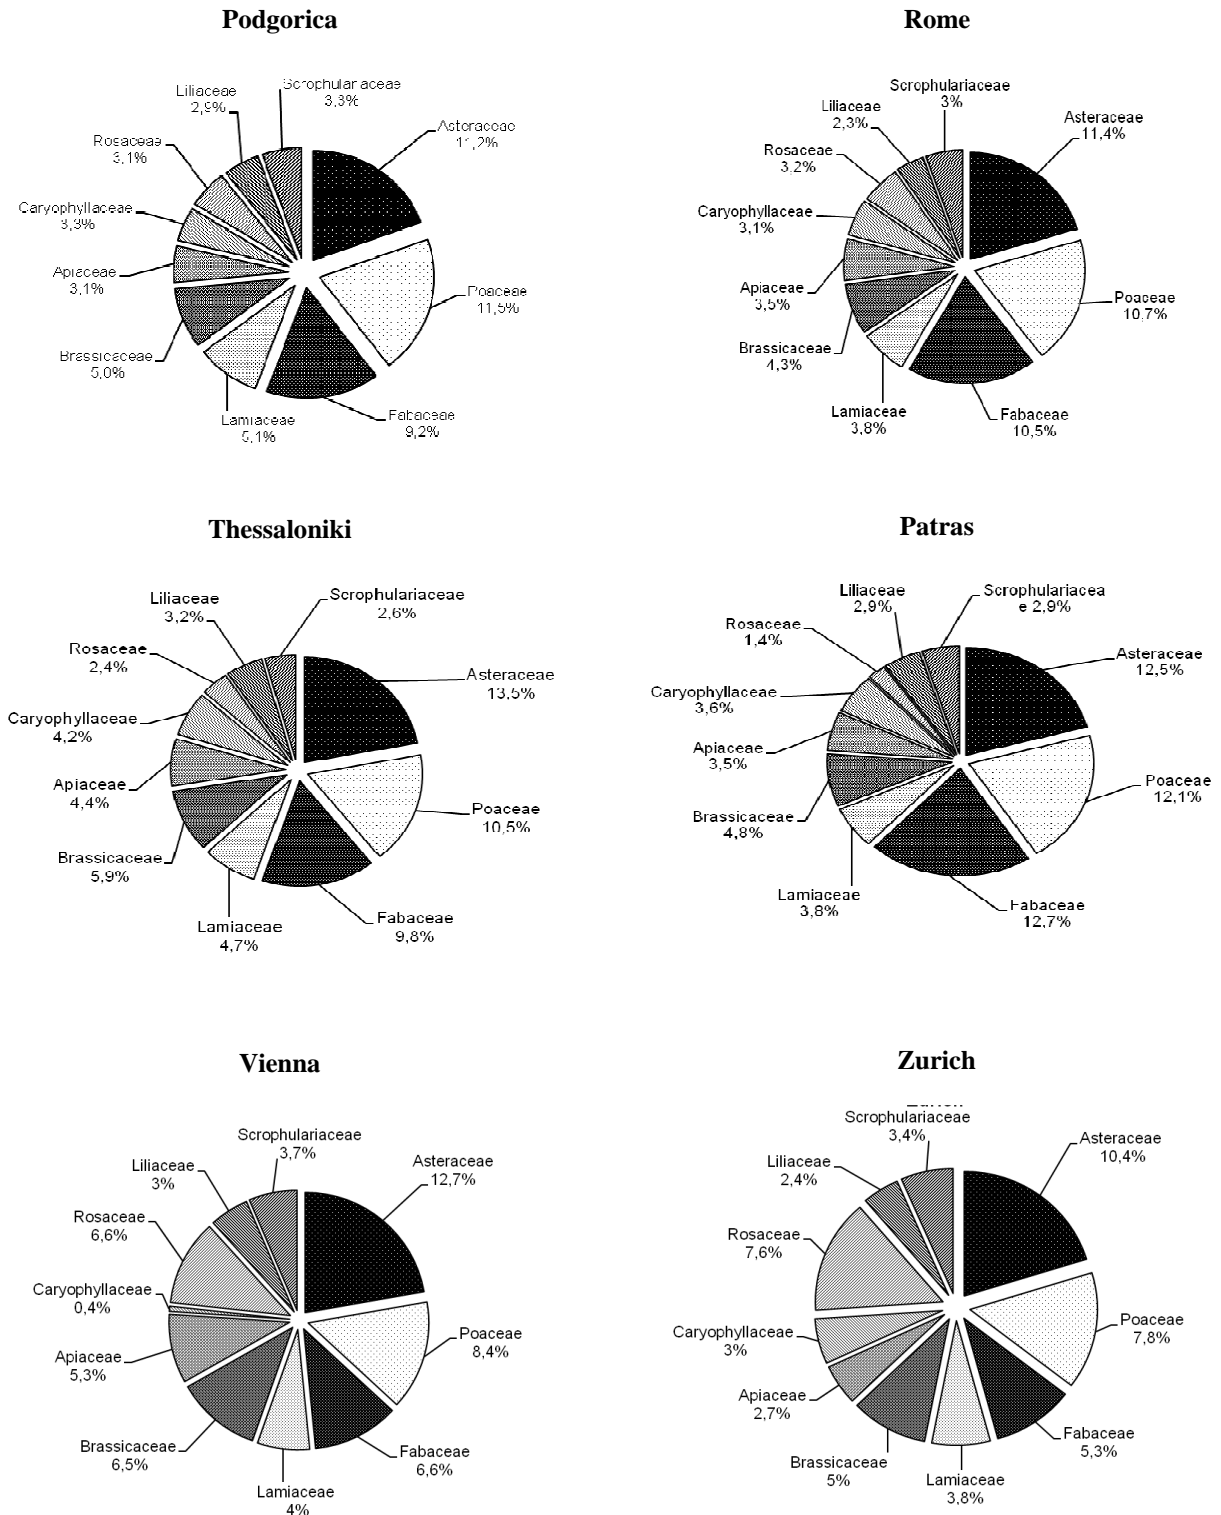 Podgorica
Scrophulariaceae
3,3%
Liliaceae
2,9%
Asteraceae
11,2%
Rosaceae
3,1%
Caryophyllaceae
3,3%
Apiaceae
3,1%
Poaceae
11,5%
Brassicaceae
5,0%
Fabaceae
9,2%
Lamiaceae
5,1%
Rome
Scrophulariaceae
3%
Liliaceae
2,3%
Asteraceae
11,4%
Rosaceae
3,2%
Caryophyllaceae
3,1%
Apiaceae
3,5%
Poaceae
10,7%
Brassicaceae
4,3%
Lamiaceae
3,8%
Fabaceae
10,5%
Thessaloniki
Scrophulariaceae
2,6%
Liliaceae
3,2%
Rosaceae
2,4%
Asteraceae
13,5%
Caryophyllaceae
4,2%
Apiaceae
4,4%
Poaceae
10,5%
Brassicaceae
5,9%
Fabaceae
9,8%
Lamiaceae
4,7%
Patras
Liliaceae
2,9%
Scrophulariacea
e 2,9%
Rosaceae
1,4%
Asteraceae
12,5%
Caryophyllaceae
3,6%
Apiaceae
3,5%
Poaceae
12,1%
Brassicaceae
4,8%
Lamiaceae
3,8%
Fabaceae
12,7%
Vienna
Scrophulariaceae
3,7%
Liliaceae
3%
Asteraceae
12,7%
Rosaceae
6,6%
Caryophyllaceae
0,4%
Poaceae
8,4%
Apiaceae
5,3%
Brassicaceae
6,5%
Fabaceae
6,6%
Lamiaceae
4%
Zurich
Scrophulariaceae
3,4%
Asteraceae
10,4%
Liliaceae
2,4%
Rosaceae
7,6%
Poaceae
7,8%
Caryophyllaceae
3%
Apiaceae
2,7%
Fabaceae
5,3%
Brassicaceae
5%
Lamiaceae
3,8%